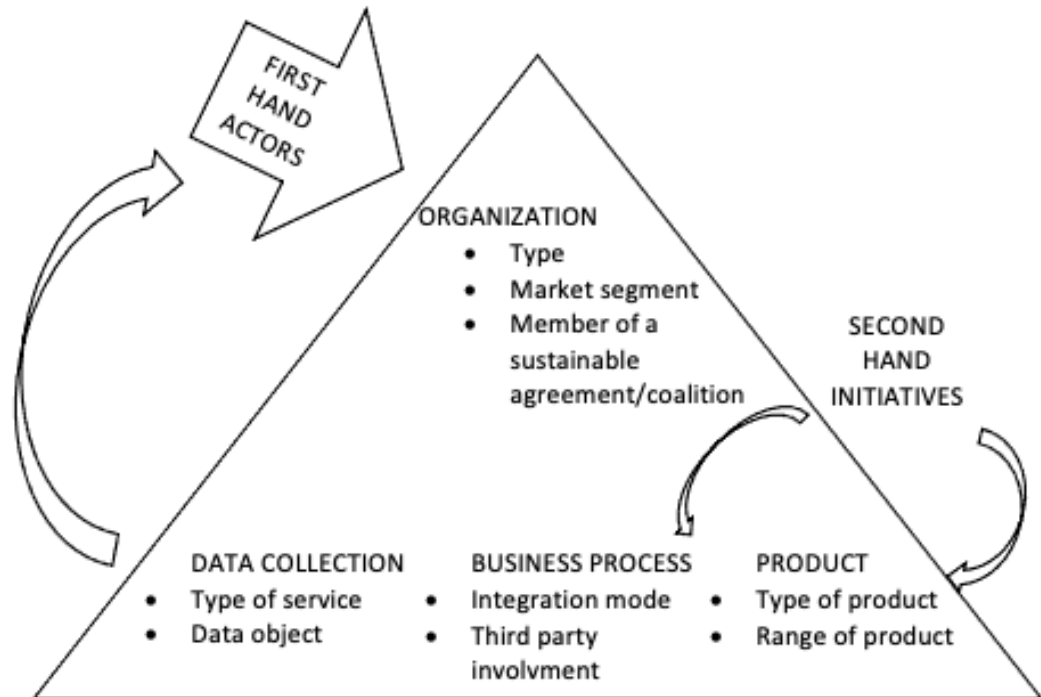 FIRST
HAND
ACTORS
ORGANIZATION
• Type
• Market segment
• Member of a
sustainable
agreement/coalition
SECOND
HAND
INITIATIVES
DATA COLLECTION
• Type of service
• Data object
BUSINESS PROCESS
• Integration mode
• Third party
involvment
PRODUCT
• Type of product
• Range of product